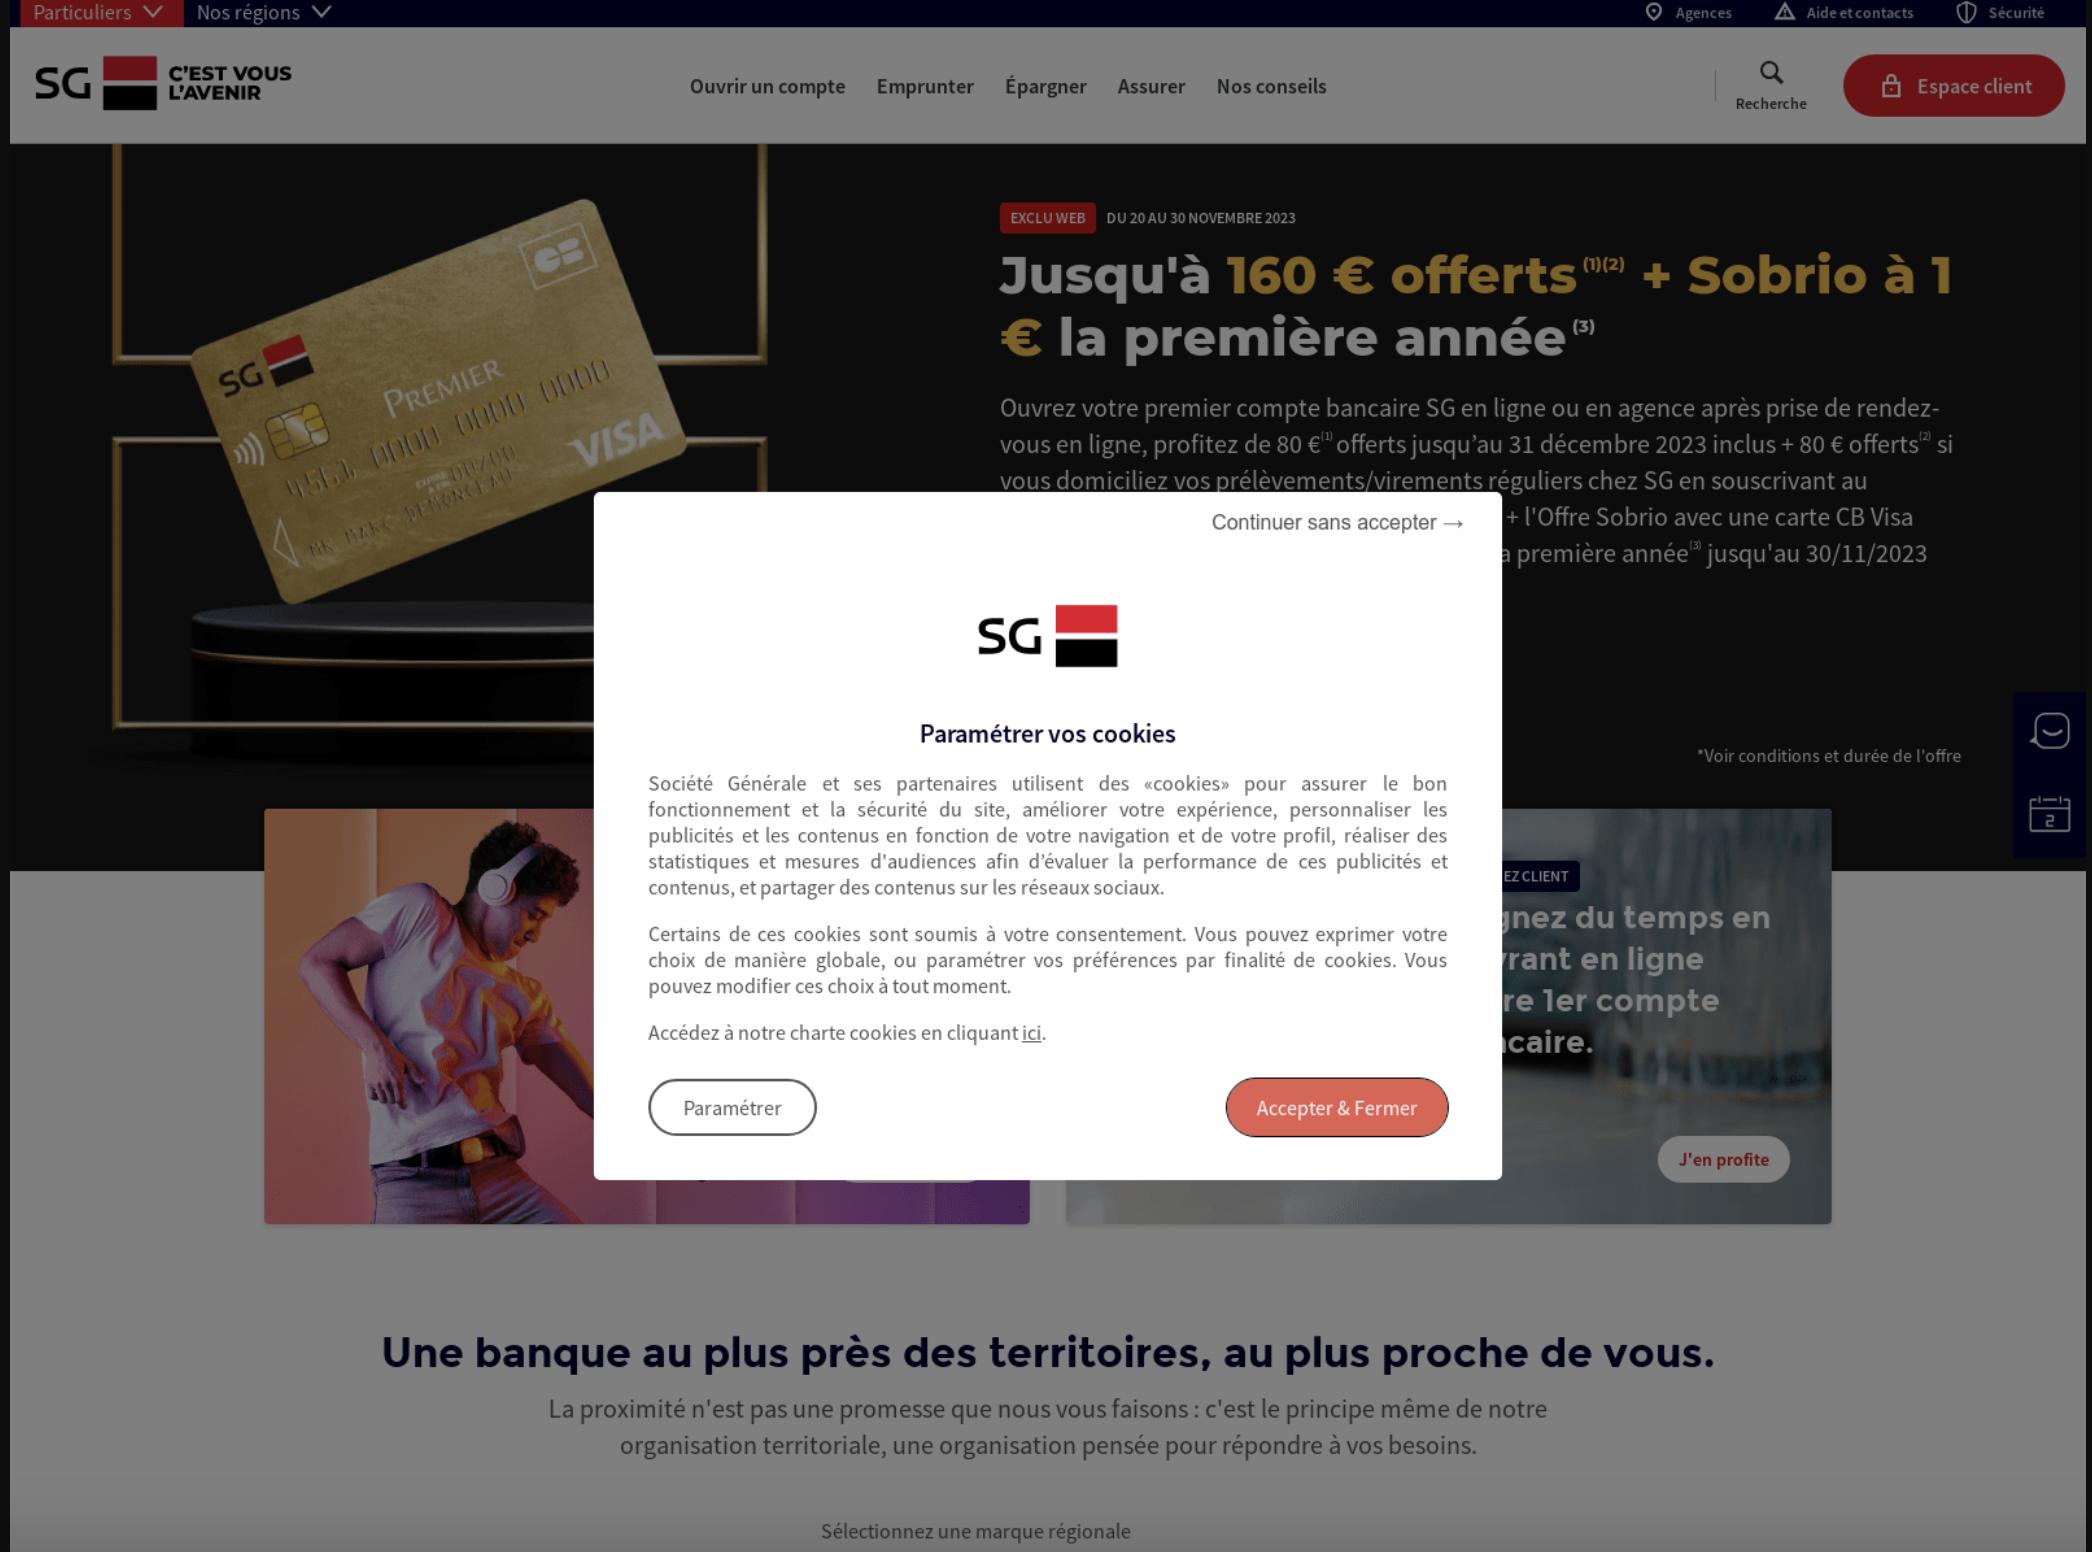 Particuliers
Nos régions
Agences
Aide et contacts
Sécurité
SG
C'EST VOUS
L'AVENIR
Ouvrir un compte
Emprunter
Épargner
Assurer
Nos conseils
Recherche
Espace client
SG
PREMIER
4561 0000 0000 0000
VISA
EXCLU WEB
DU 20 AU 30 NOVEMBRE 2023
Jusqu'à 160 € offerts (1)(2) + Sobrio à 1
€ la première année (3)
Ouvrez votre premier compte bancaire SG en ligne ou en agence après prise de rendez-
vous en ligne, profitez de 80 €(1) offerts jusqu’au 31 décembre 2023 inclus + 80 € offerts(2) si
vous domiciliez vos prélèvements/virements réguliers chez SG en souscrivant au
+ l'Offre Sobrio avec une carte CB Visa
a première année(3) jusqu'au 30/11/2023
*Voir conditions et durée de l'offre
2
Continuer sans accepter →
SG
Paramétrer vos cookies
Société Générale et ses partenaires utilisent des «cookies» pour assurer le bon
fonctionnement et la sécurité du site, améliorer votre expérience, personnaliser les
publicités et les contenus en fonction de votre navigation et de votre profil, réaliser des
statistiques et mesures d'audiences afin d’évaluer la performance de ces publicités et
contenus, et partager des contenus sur les réseaux sociaux.
Certains de ces cookies sont soumis à votre consentement. Vous pouvez exprimer votre
choix de manière globale, ou paramétrer vos préférences par finalité de cookies. Vous
pouvez modifier ces choix à tout moment.
Accédez à notre charte cookies en cliquant ici.
Paramétrer
Accepter & Fermer
EZ CLIENT
gnez du temps en
vrant en ligne
re 1er compte
ncaire.
J'en profite
Une banque au plus près des territoires, au plus proche de vous.
La proximité n'est pas une promesse que nous vous faisons : c'est le principe même de notre
organisation territoriale, une organisation pensée pour répondre à vos besoins.
Sélectionnez une marque régionale